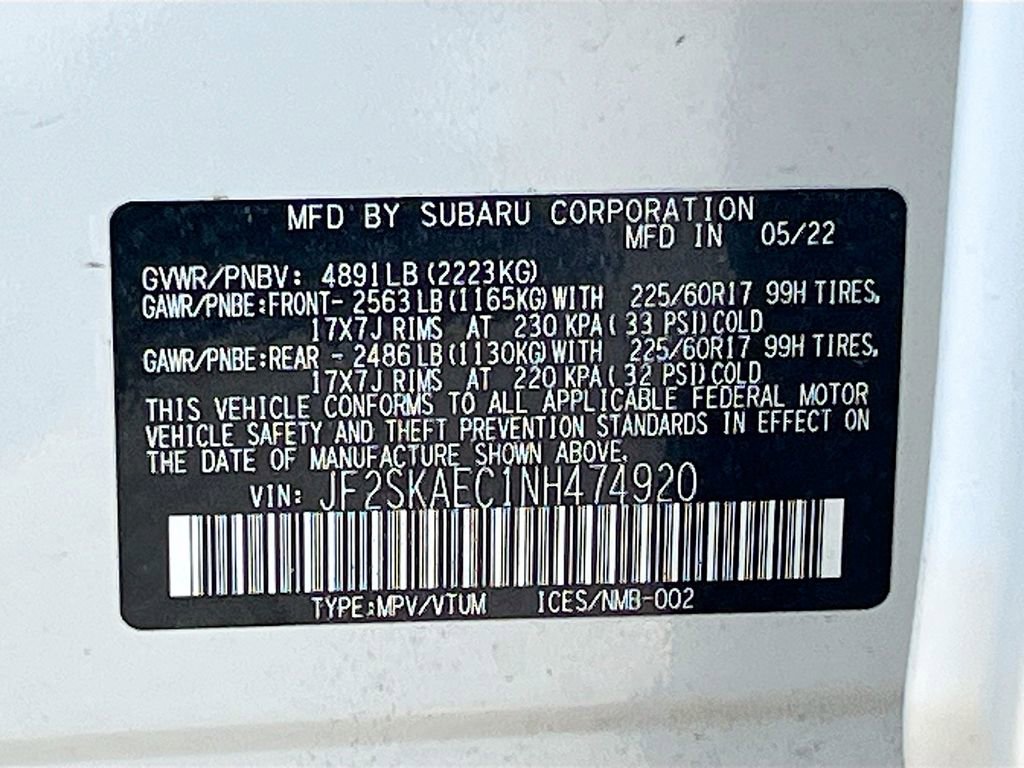 MFD BY SUBARU CORPORATION
MFD IN 05/22
GVWR/PNBV: 4891LB (2223KG)
GAWR/PNBE:FRONT- 2563 LB (1165KG) WITH 225/60R17 99H TIRES,
17X7J RIMS AT 230 KPA ( 33 PSI) COLD
GAWR/PNBE:REAR - 2486 LB (1130KG) WITH 225/60R17 99H TIRES,
17X7J RIMS AT 220 KPA ( 32 PSI) COLD
THIS VEHICLE CONFORMS TO ALL APPLICABLE FEDERAL MOTOR
VEHICLE SAFETY AND THEFT PREVENTION STANDARDS IN EFFECT ON
THE DATE OF MANUFACTURE SHOWN ABOVE.
VIN: JF2SKAEC1NH474920
TYPE:MPV/VTUM ICES/NMB-002